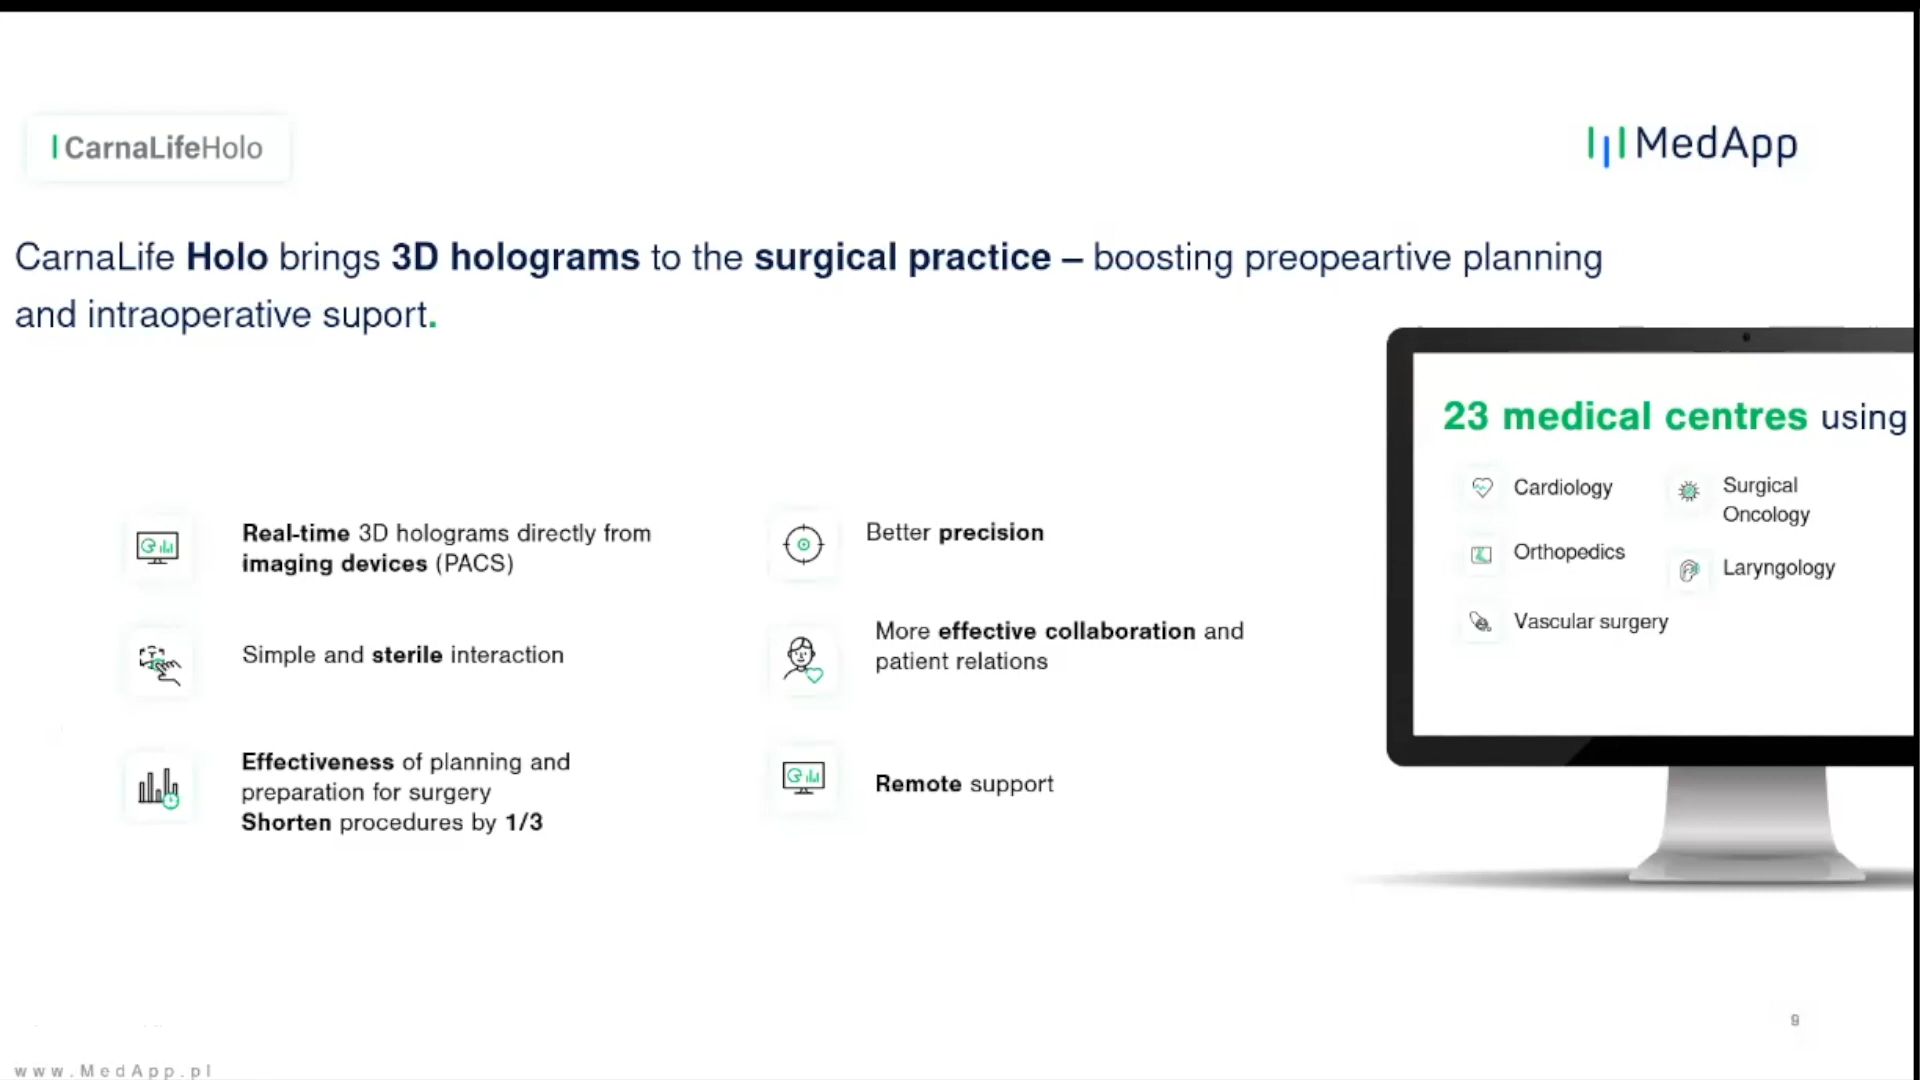 CarnaLifeHolo
MedApp
CarnaLife Holo brings 3D holograms to the surgical practice – boosting preopeartive planning
and intraoperative suport.
23 medical centres using
Cardiology
Surgical
Oncology
Orthopedics
Laryngology
Vascular surgery
Real-time 3D holograms directly from
imaging devices (PACS)
Simple and sterile interaction
Effectiveness of planning and
preparation for surgery
Shorten procedures by 1/3
Better precision
More effective collaboration and
patient relations
Remote support
9
www.MedApp.pl